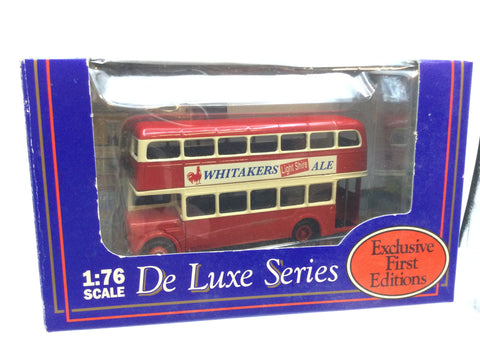 WHITAKERS Light Shire ALE
1:76
SCALE
De Luxe Series
Exclusive
First
Editions